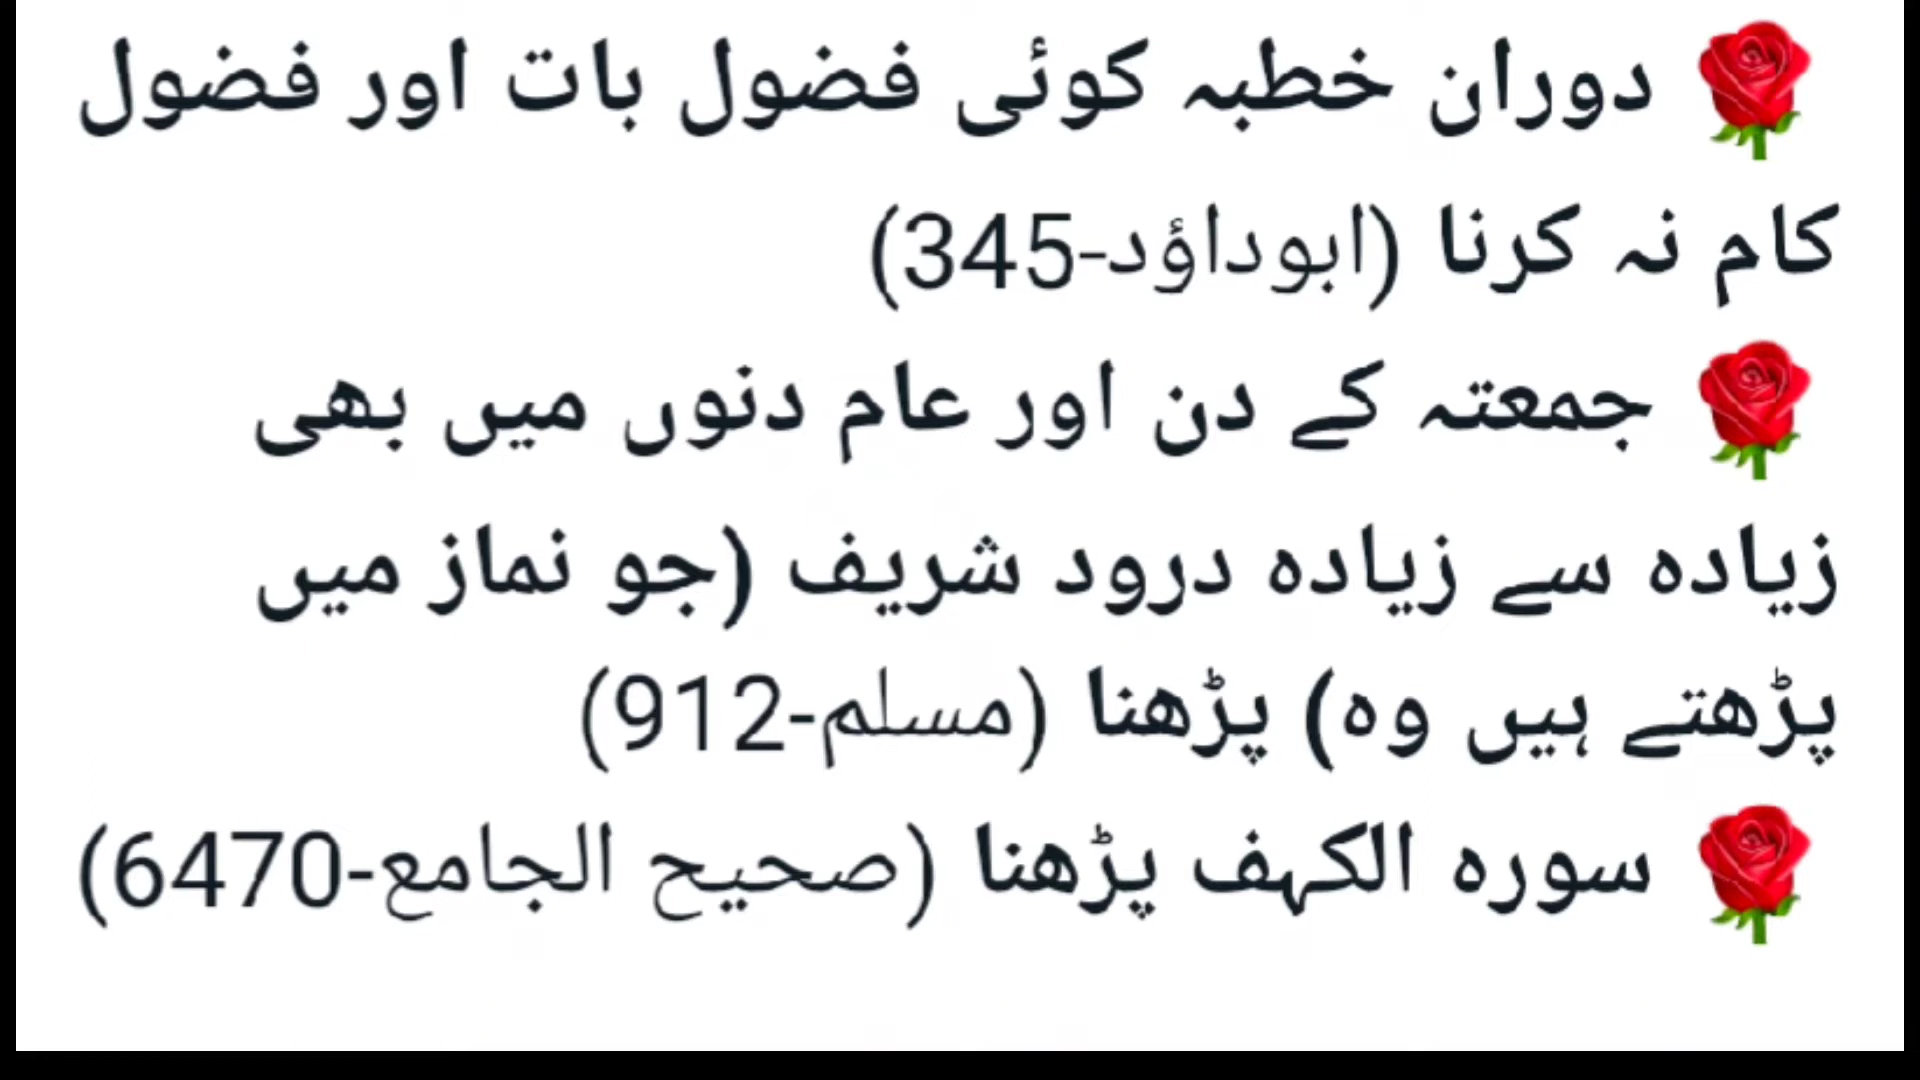 🌹 دوران خطبہ کوئی فضول بات اور فضول
کام نہ کرنا (ابوداؤد-345)
🌹 جمعتہ کے دن اور عام دنوں میں بھی
زیادہ سے زیادہ درود شریف (جو نماز میں
پڑھتے ہیں وہ) پڑھنا (مسلم-912)
🌹 سورہ الکہف پڑھنا (صحیح الجامع-6470)